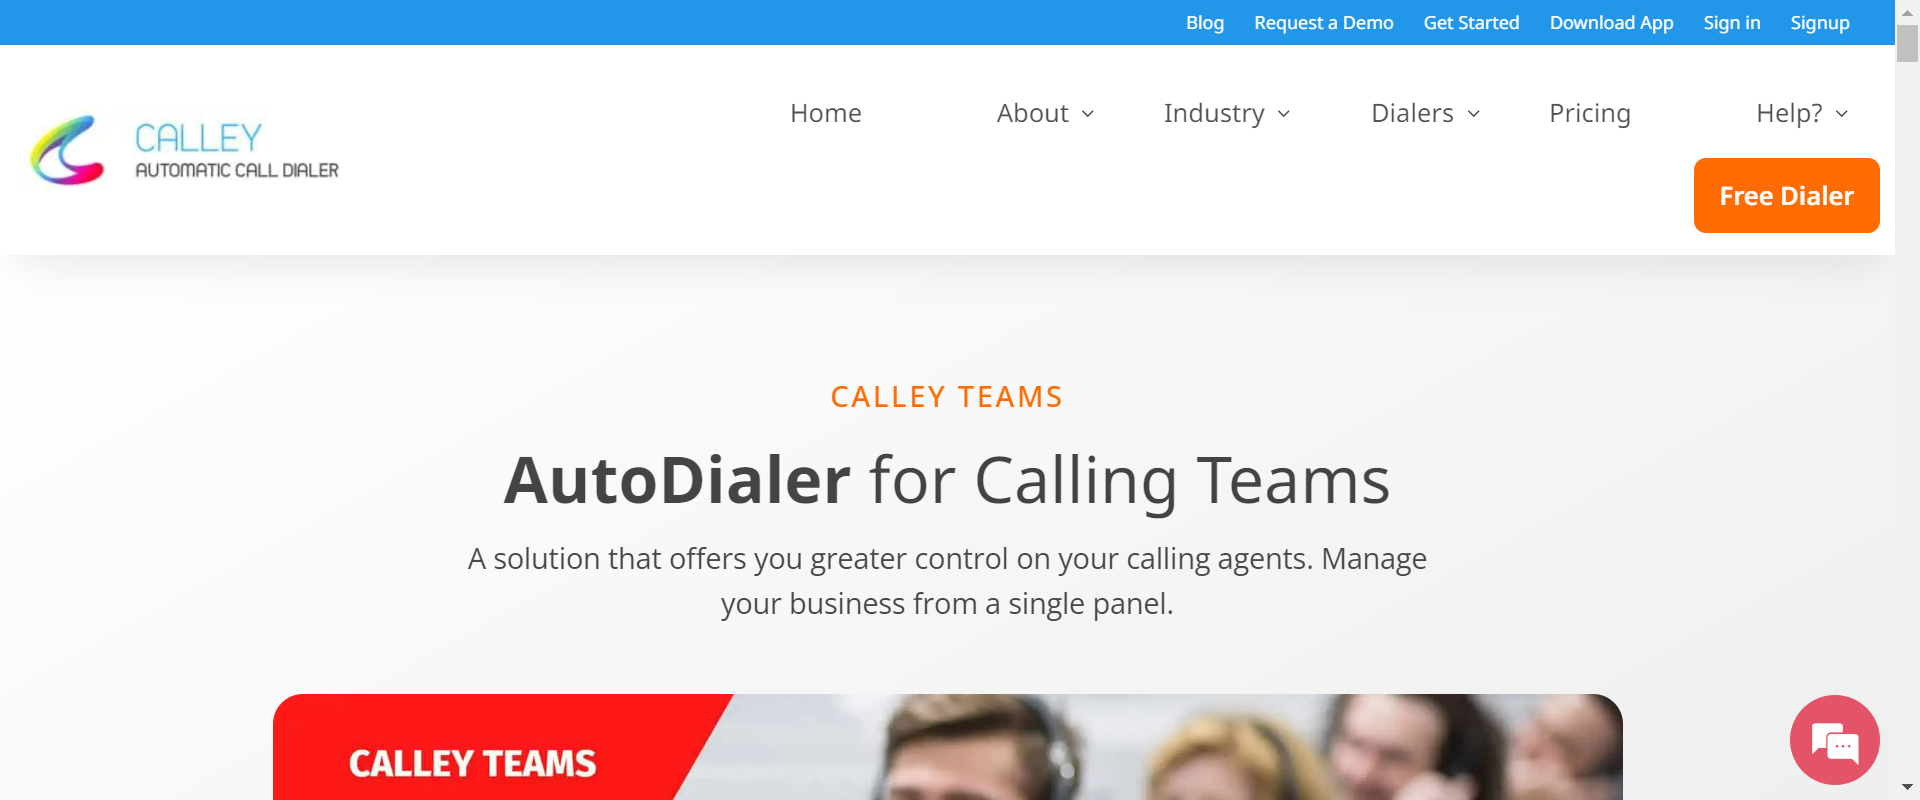 Blog Request a Demo Get Started Download App Sign in Signup
CALLEY
AUTOMATIC CALL DIALER
Home About Industry Dialers Pricing Help?
Free Dialer
CALLEY TEAMS
AutoDialer for Calling Teams
A solution that offers you greater control on your calling agents. Manage
your business from a single panel.
CALLEY TEAMS